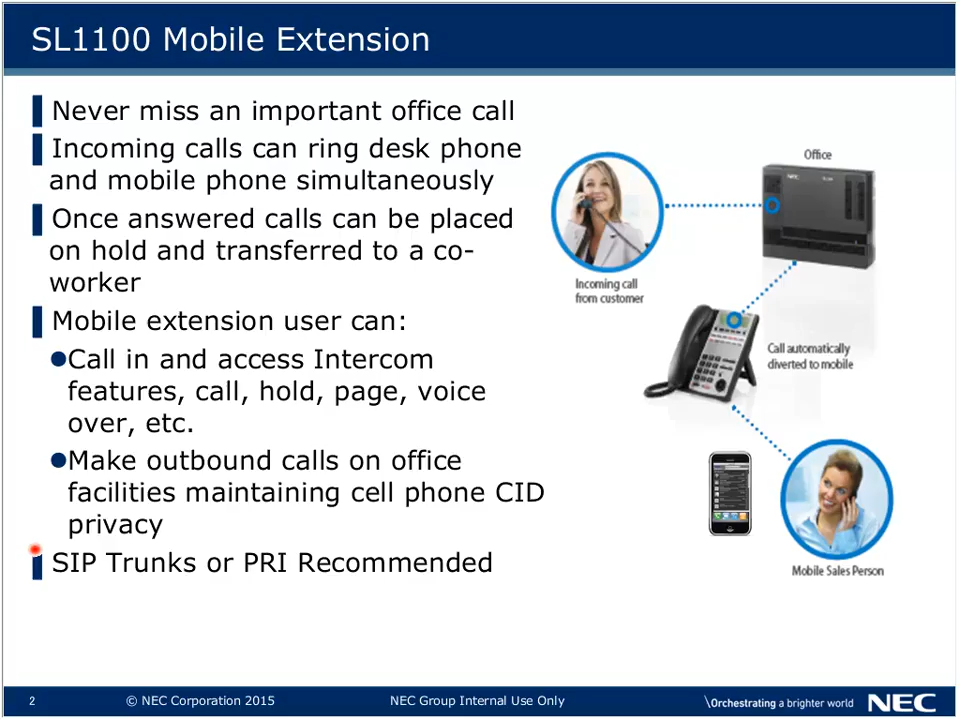 SL1100 Mobile Extension
Never miss an important office call
Incoming calls can ring desk phone
and mobile phone simultaneously
Once answered calls can be placed
on hold and transferred to a co-
worker
Mobile extension user can:
Call in and access Intercom
features, call, hold, page, voice
over, etc.
Make outbound calls on office
facilities maintaining cell phone CID
privacy
SIP Trunks or PRI Recommended
Office
NEC
Incoming call
from customer
Call automatically
diverted to mobile
Mobile Sales Person
2
© NEC Corporation 2015
NEC Group Internal Use Only
\Orchestrating a brighter world
NEC